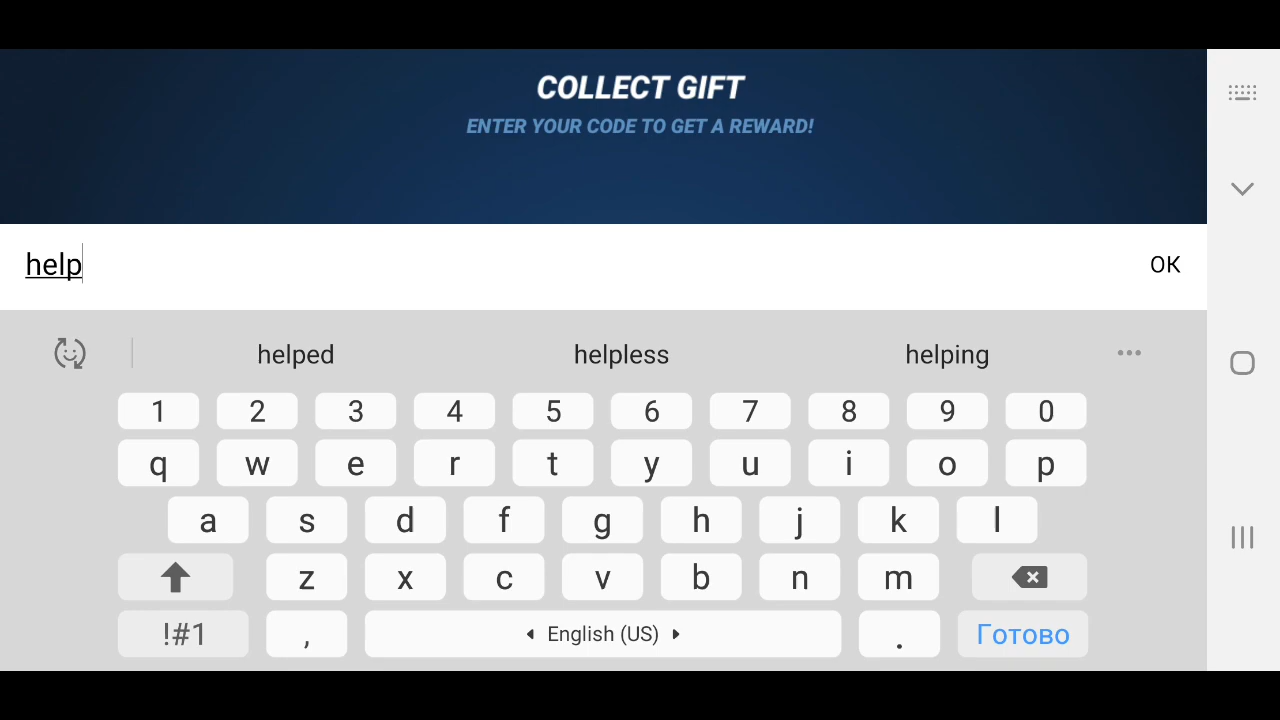 COLLECT GIFT
ENTER YOUR CODE TO GET A REWARD!
help
OK
helped helpless helping
1 2 3 4 5 6 7 8 9 0
q w e r t y u i o p
a s d f g h j k l
z x c v b n m
!#1 , English (US) . Готово